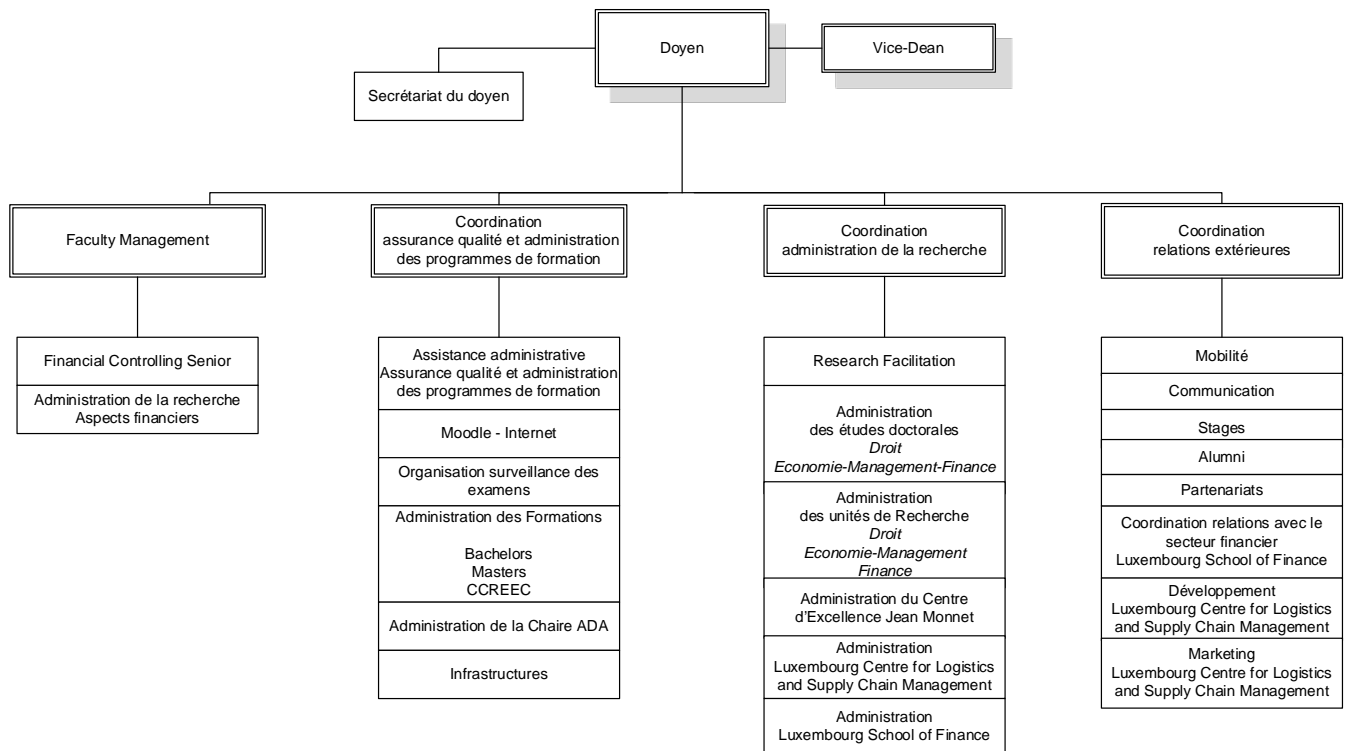 Doyen
Vice-Dean
Secrétariat du doyen
Faculty Management
Coordination
assurance qualité et administration
des programmes de formation
Coordination
administration de la recherche
Coordination
relations extérieures
Financial Controlling Senior
Administration de la recherche
Aspects financiers
Assistance administrative
Assurance qualité et administration
des programmes de formation
Moodle - Internet
Organisation surveillance des
examens
Administration des Formations
Bachelors
Masters
CCREEC
Administration de la Chaire ADA
Infrastructures
Research Facilitation
Administration
des études doctorales
Droit
Economie-Management-Finance
Administration
des unités de Recherche
Droit
Economie-Management
Finance
Administration du Centre
d'Excellence Jean Monnet
Administration
Luxembourg Centre for Logistics
and Supply Chain Management
Administration
Luxembourg School of Finance
Mobilité
Communication
Stages
Alumni
Partenariats
Coordination relations avec le
secteur financier
Luxembourg School of Finance
Développement
Luxembourg Centre for Logistics
and Supply Chain Management
Marketing
Luxembourg Centre for Logistics
and Supply Chain Management